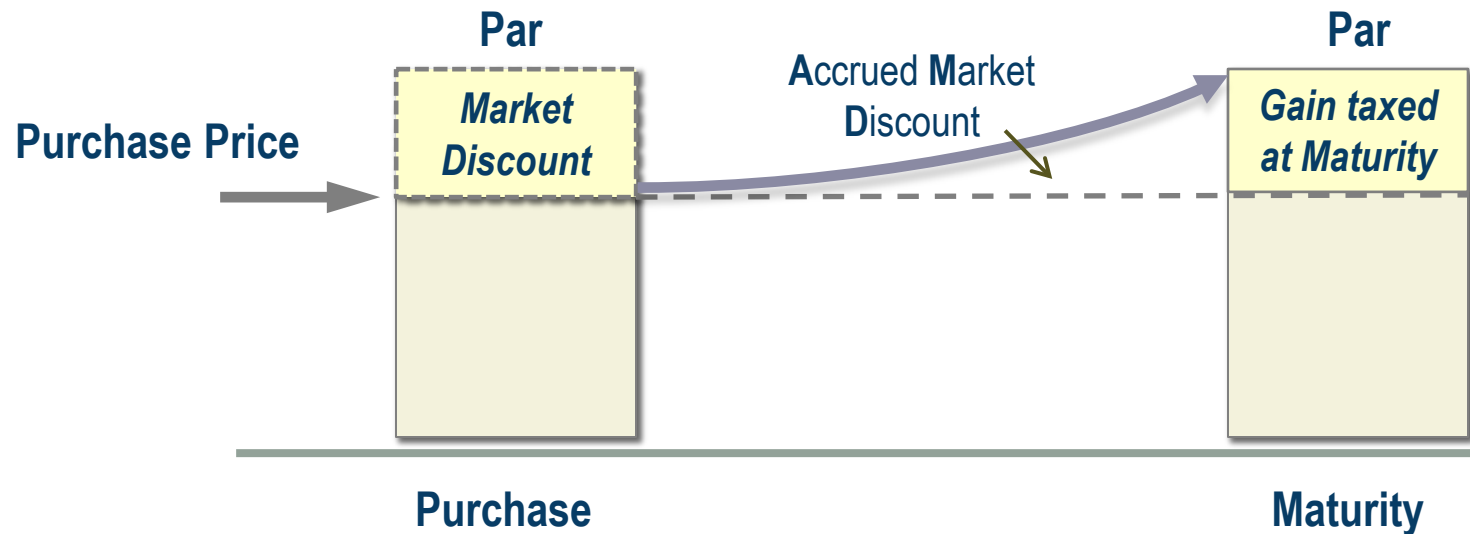 Par
Par
Accrued Market
Discount
Market
Discount
Gain taxed
at Maturity
Purchase Price
Purchase
Maturity